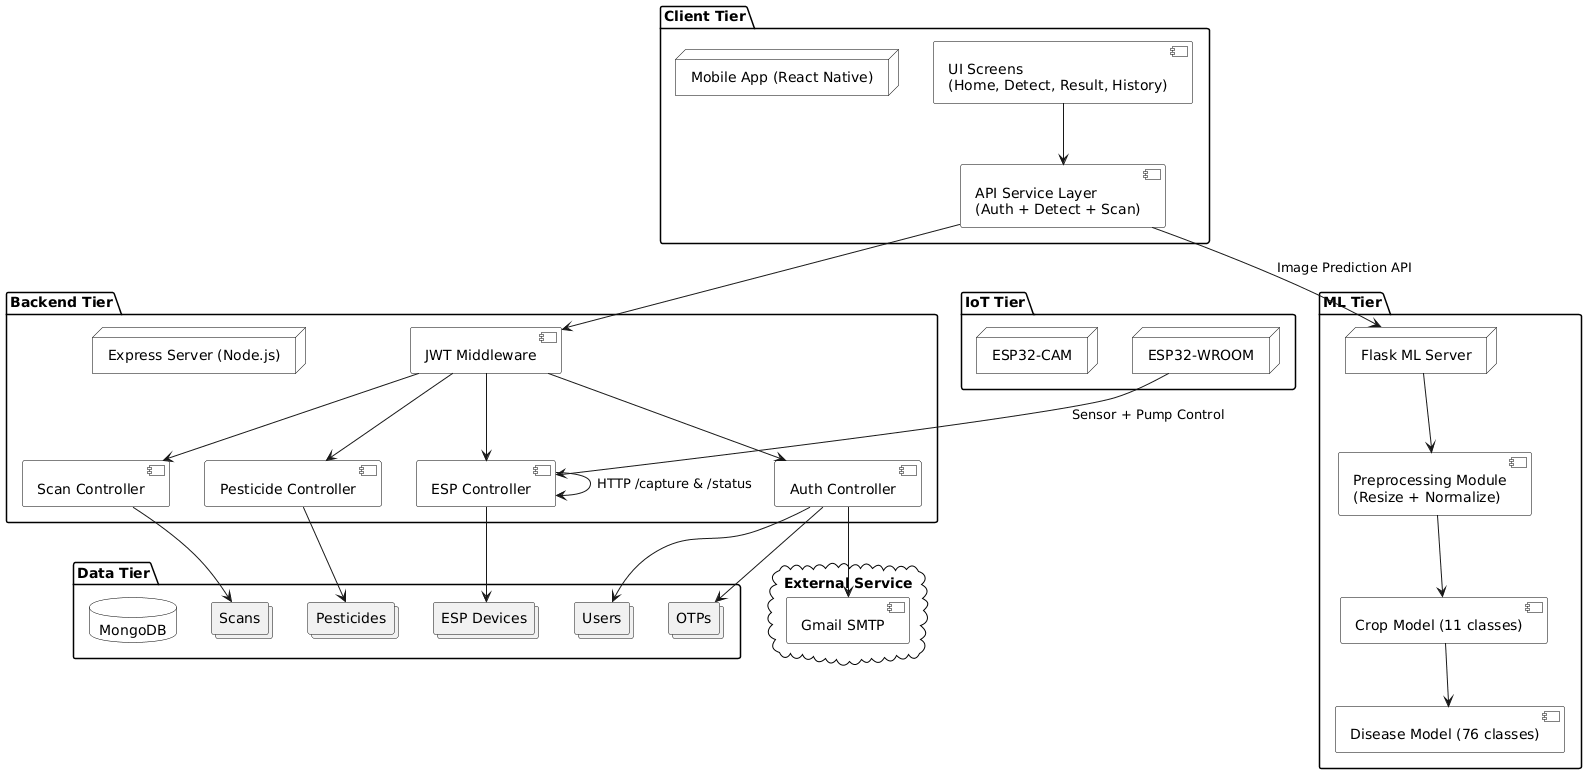 Client Tier
Mobile App (React Native)
UI Screens
(Home, Detect, Result, History)
API Service Layer
(Auth + Detect + Scan)
Image Prediction API
Backend Tier
Express Server (Node.js)
JWT Middleware
IoT Tier
ESP32-CAM
ESP32-WROOM
ML Tier
Flask ML Server
Sensor + Pump Control
Scan Controller
Pesticide Controller
ESP Controller
HTTP /capture & /status
Auth Controller
Preprocessing Module
(Resize + Normalize)
Data Tier
MongoDB
Scans
Pesticides
ESP Devices
Users
OTPs
External Service
Gmail SMTP
Crop Model (11 classes)
Disease Model (76 classes)